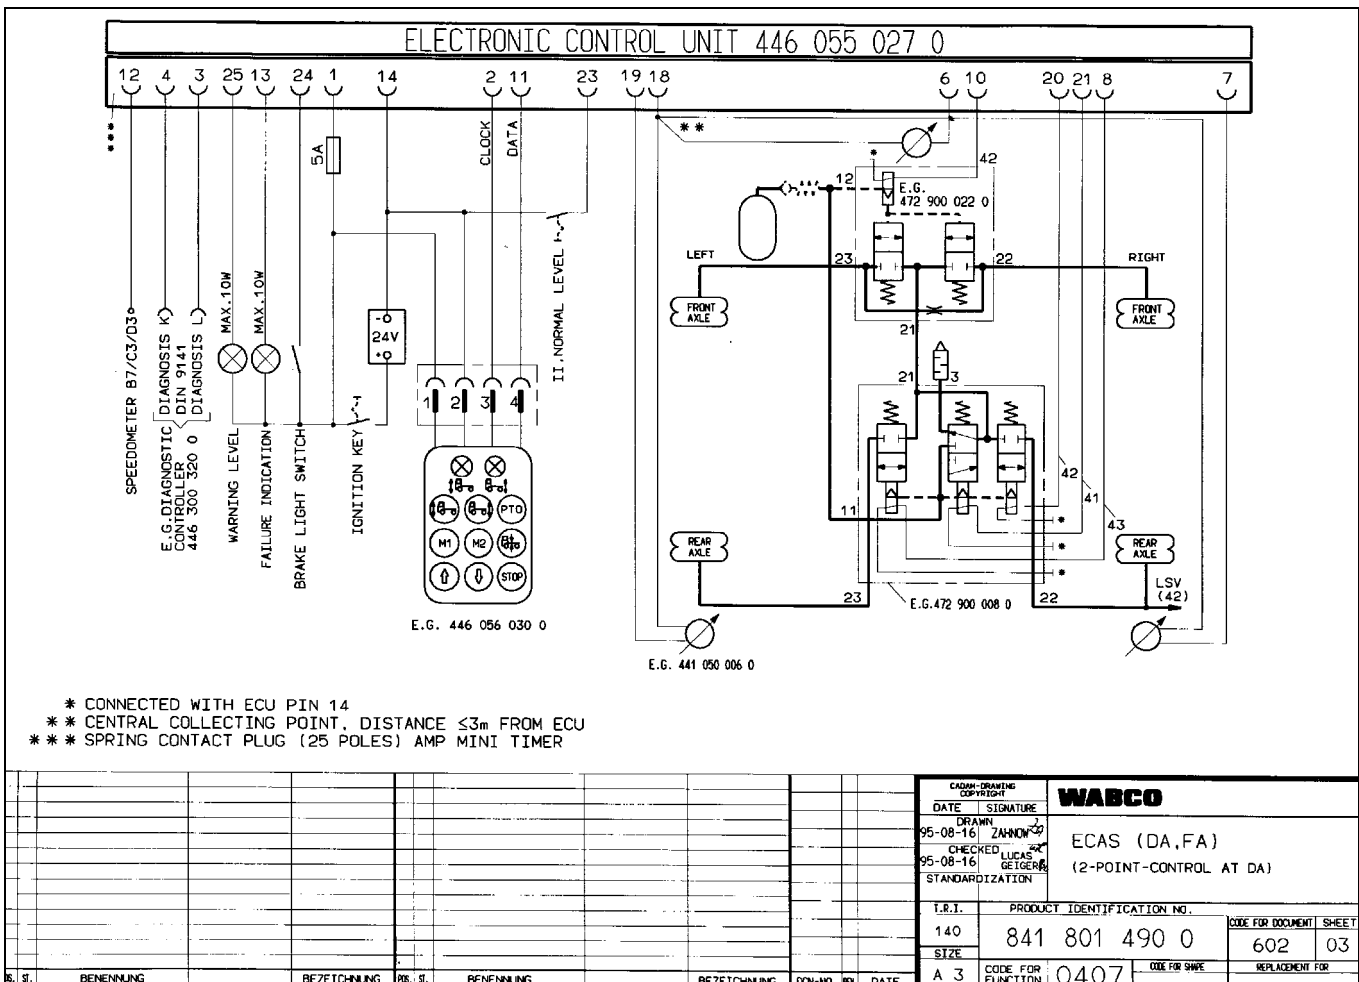 ELECTRONIC CONTROL UNIT 446 055 027 0
12 4 3 25 13 24 1 14 2 11 23 19 18 6 10 20 21 8 7
***
5A
CLOCK
DATA
**
*
42
12
E.G.
472 900 022 0
LEFT
23
22
RIGHT
FRONT
AXLE
FRONT
AXLE
21
II.NORMAL LEVEL
MAX.10W
MAX.10W
-
24V
+
SPEEDOMETER B7/C3/D3
DIAGNOSIS K
DIN 9141
DIAGNOSIS L
E.G.DIAGNOSTIC
CONTROLLER
446 300 320 0
WARNING LEVEL
FAILURE INDICATION
BRAKE LIGHT SWITCH
IGNITION KEY
1 2 3 4
PTO
M1 M2
STOP
E.G. 446 056 030 0
21
3
42
41
43
11
*
*
*
REAR
AXLE
REAR
AXLE
LSV
(42)
23
E.G.472 900 008 0
22
E.G. 441 050 006 0
* CONNECTED WITH ECU PIN 14
** CENTRAL COLLECTING POINT, DISTANCE ≤3m FROM ECU
*** SPRING CONTACT PLUG (25 POLES) AMP MINI TIMER
CADAM-DRAWING
COPYRIGHT
WABCO
DATE SIGNATURE
DRAWN
95-08-16 ZAHNOW
CHECKED
95-08-16 LUCAS
GEIGER
STANDARDIZATION
ECAS (DA,FA)
(2-POINT-CONTROL AT DA)
T.R.I.
140
PRODUCT IDENTIFICATION NO.
841 801 490 0
CODE FOR DOCUMENT SHEET
602 03
SIZE
A 3
CODE FOR
FUNCTION
0407
CODE FOR SHAPE
REPLACEMENT FOR
POS. ST. BENENNUNG BEZEICHNUNG POS. ST. BENENNUNG BEZEICHNUNG DATE